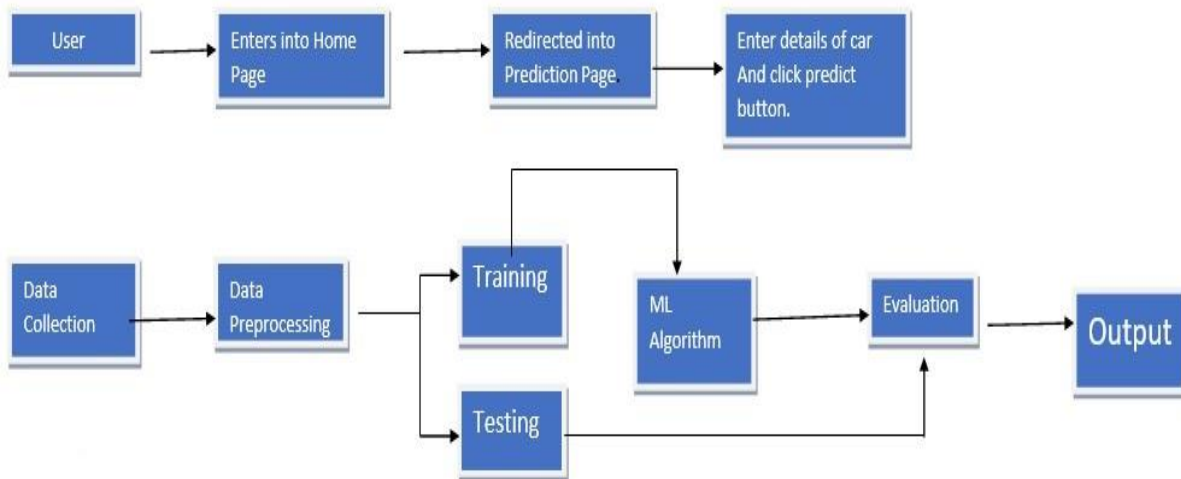 User
Enters into Home
Page
Redirected into
Prediction Page.
Enter details of car
And click predict
button.
Data
Collection
Data
Preprocessing
Training
Testing
ML
Algorithm
Evaluation
Output